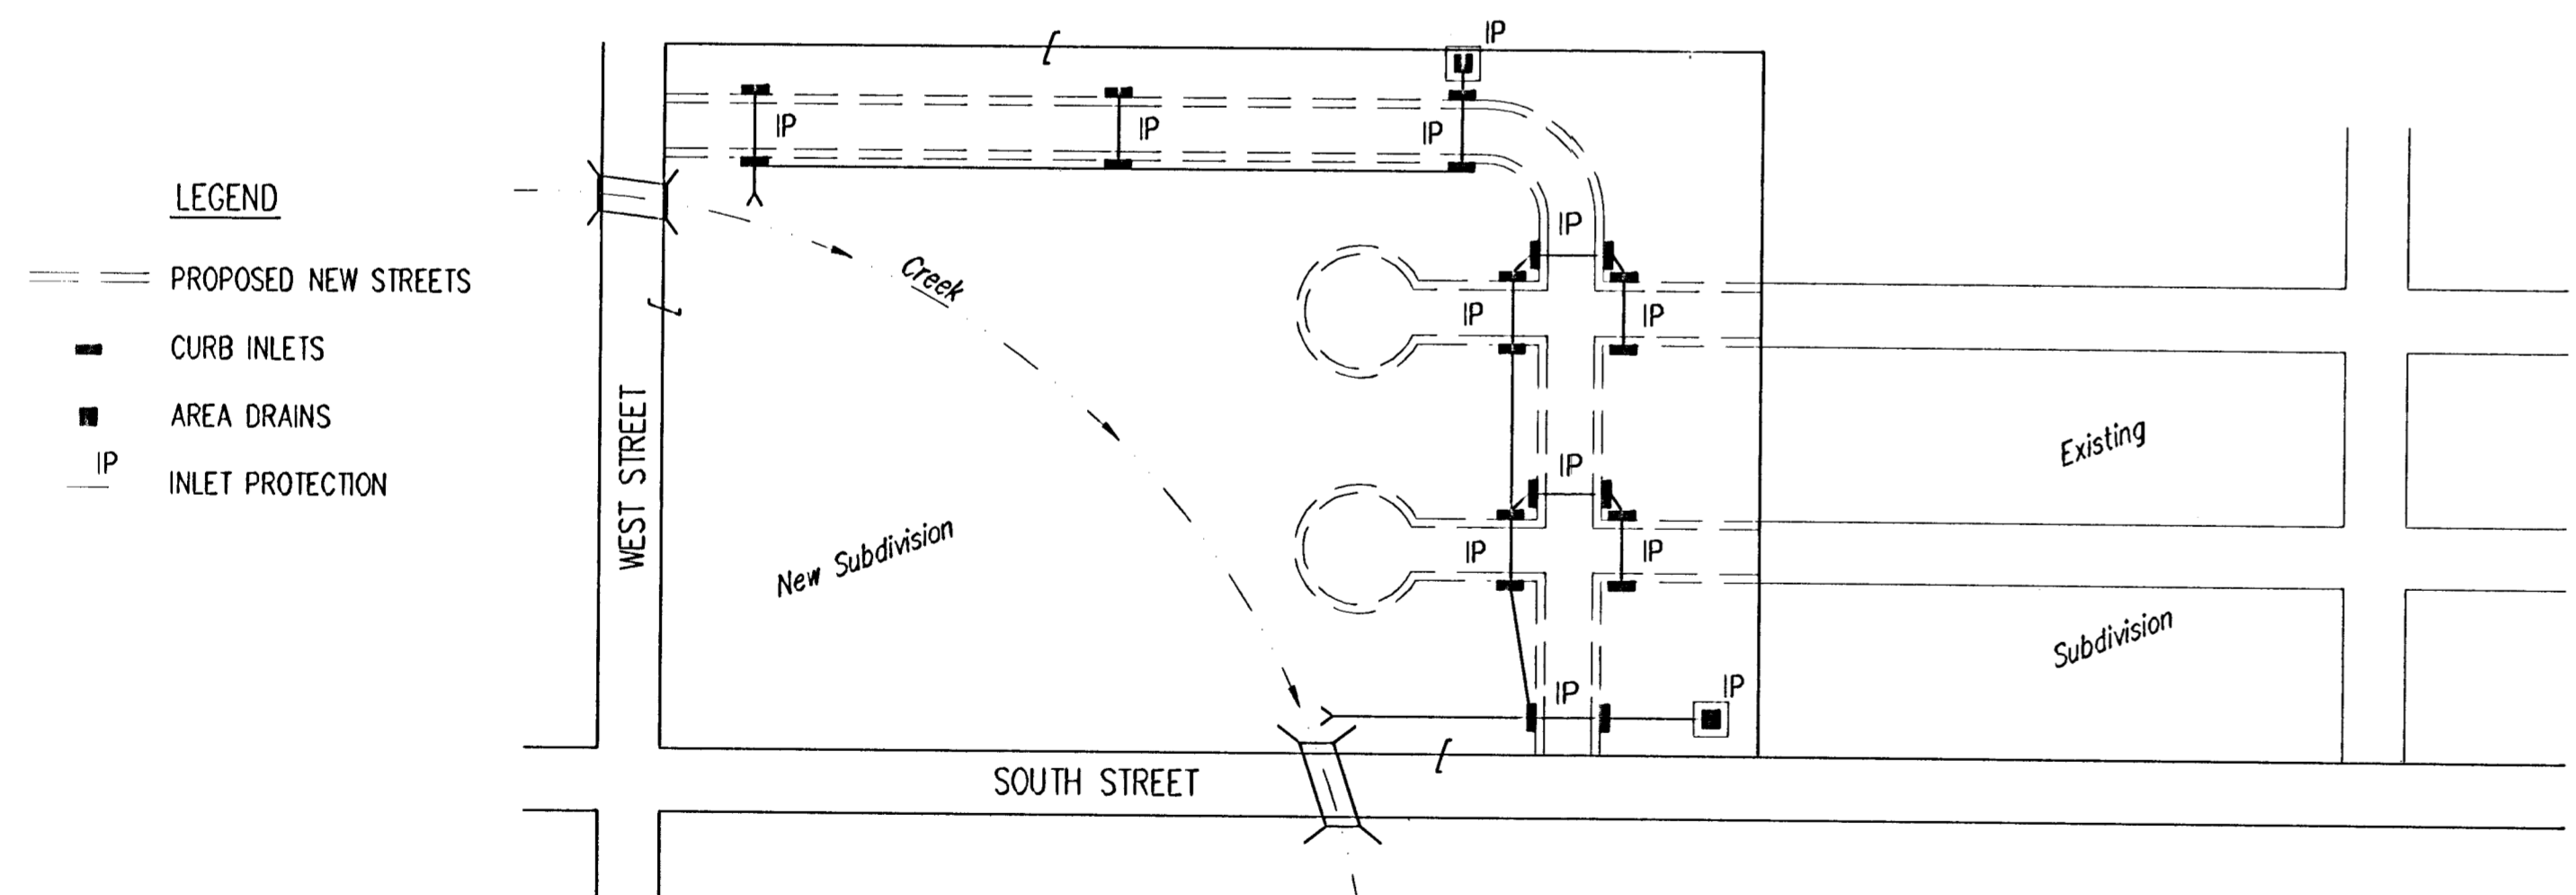 LEGEND
PROPOSED NEW STREETS
CURB INLETS
AREA DRAINS
IP
INLET PROTECTION
WEST STREET
IP
IP
IP
IP
IP
IP
IP
Creek
New Subdivision
IP
IP
IP
IP
IP
Existing
Subdivision
SOUTH STREET